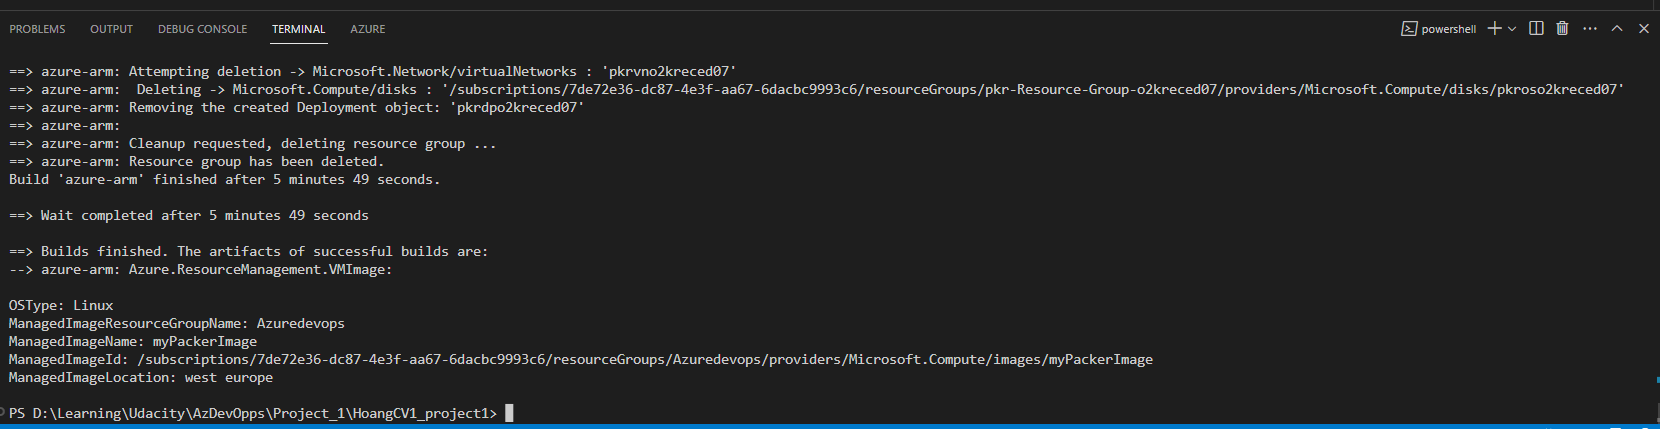 PROBLEMS OUTPUT DEBUG CONSOLE TERMINAL AZURE powershell
==> azure-arm: Attempting deletion -> Microsoft.Network/virtualNetworks : 'pkrvno2kreced07'
==> azure-arm:  Deleting -> Microsoft.Compute/disks : '/subscriptions/7de72e36-dc87-4e3f-aa67-6dacbc9993c6/resourceGroups/pkr-Resource-Group-o2kreced07/providers/Microsoft.Compute/disks/pkroso2kreced07'
==> azure-arm: Removing the created Deployment object: 'pkrdpo2kreced07'
==> azure-arm:
==> azure-arm: Cleanup requested, deleting resource group ...
==> azure-arm: Resource group has been deleted.
Build 'azure-arm' finished after 5 minutes 49 seconds.
==> Wait completed after 5 minutes 49 seconds
==> Builds finished. The artifacts of successful builds are:
--> azure-arm: Azure.ResourceManagement.VMImage:
OSType: Linux
ManagedImageResourceGroupName: Azuredevops
ManagedImageName: myPackerImage
ManagedImageId: /subscriptions/7de72e36-dc87-4e3f-aa67-6dacbc9993c6/resourceGroups/Azuredevops/providers/Microsoft.Compute/images/myPackerImage
ManagedImageLocation: west europe
PS D:\Learning\Udacity\AzDevOpps\Project_1\HoangCV1_project1>